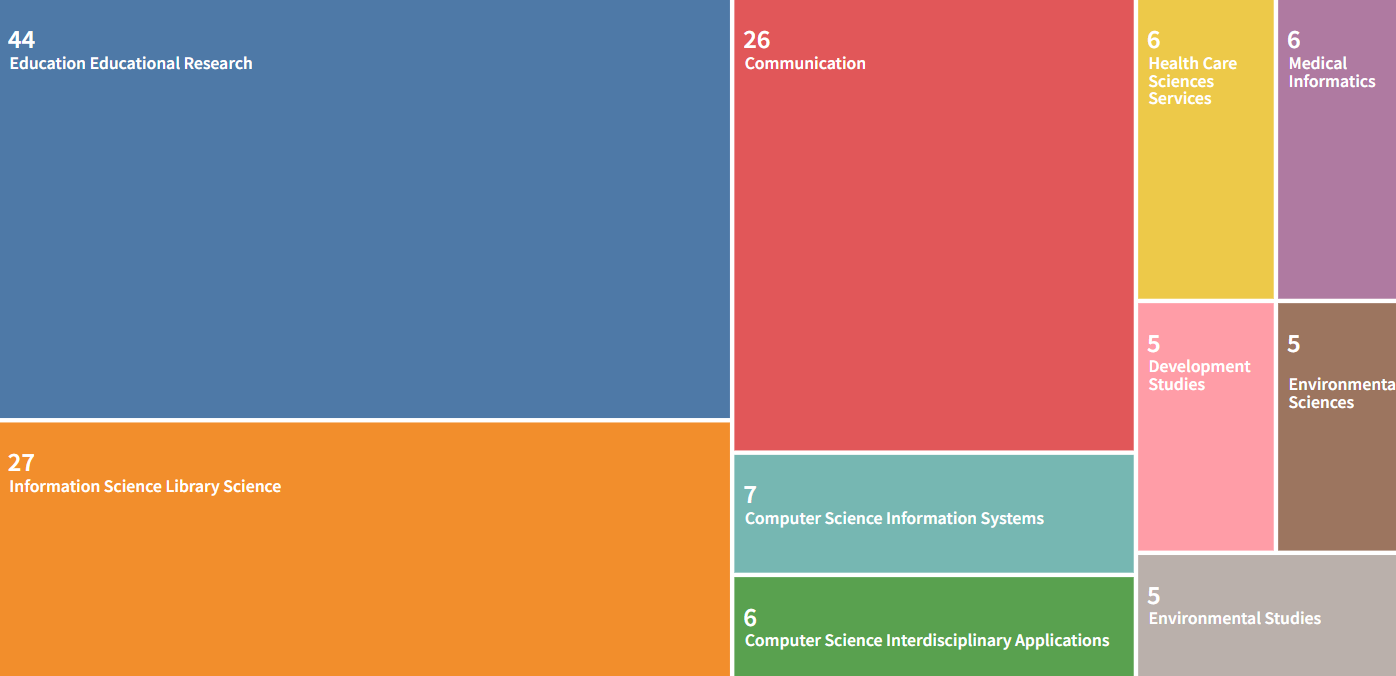 44
Education Educational Research
27
Information Science Library Science
26
Communication
7
Computer Science Information Systems
6
Computer Science Interdisciplinary Applications
6
Health Care
Sciences
Services
6
Medical
Informatics
5
Development
Studies
5
Environmenta
Sciences
5
Environmental Studies